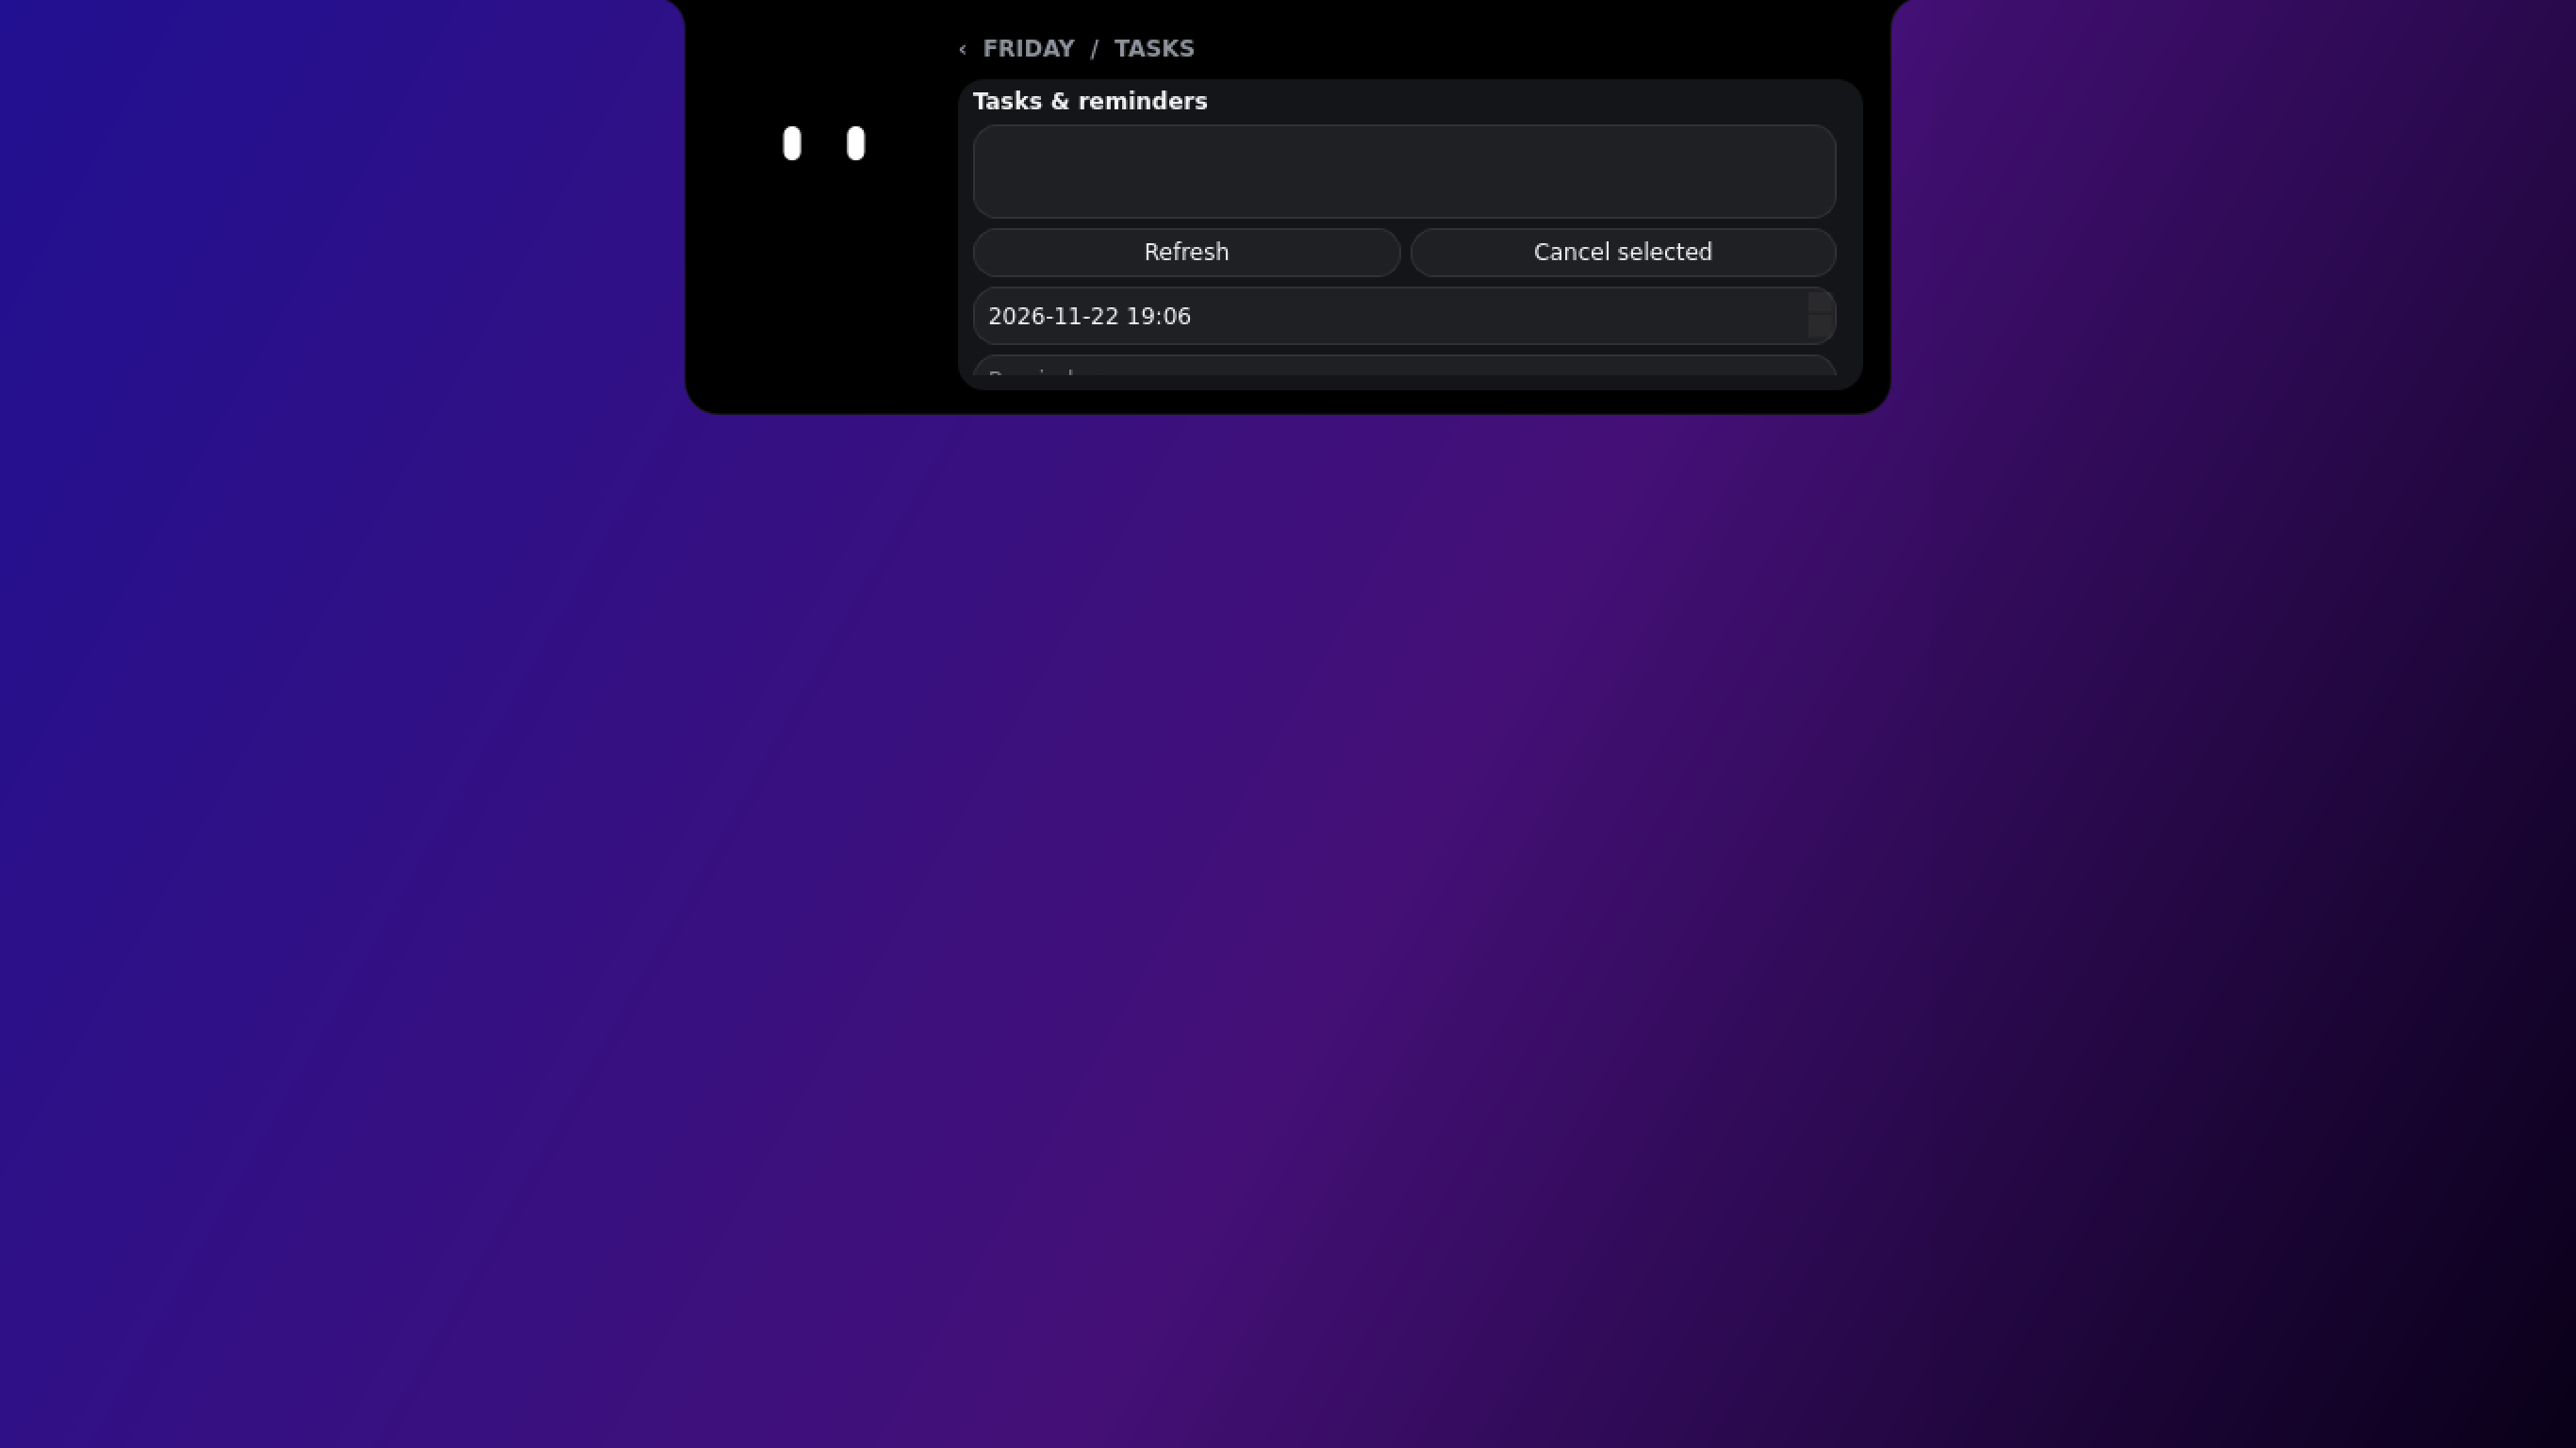 ‹ FRIDAY / TASKS
Tasks & reminders
Refresh
Cancel selected
2026-11-22 19:06